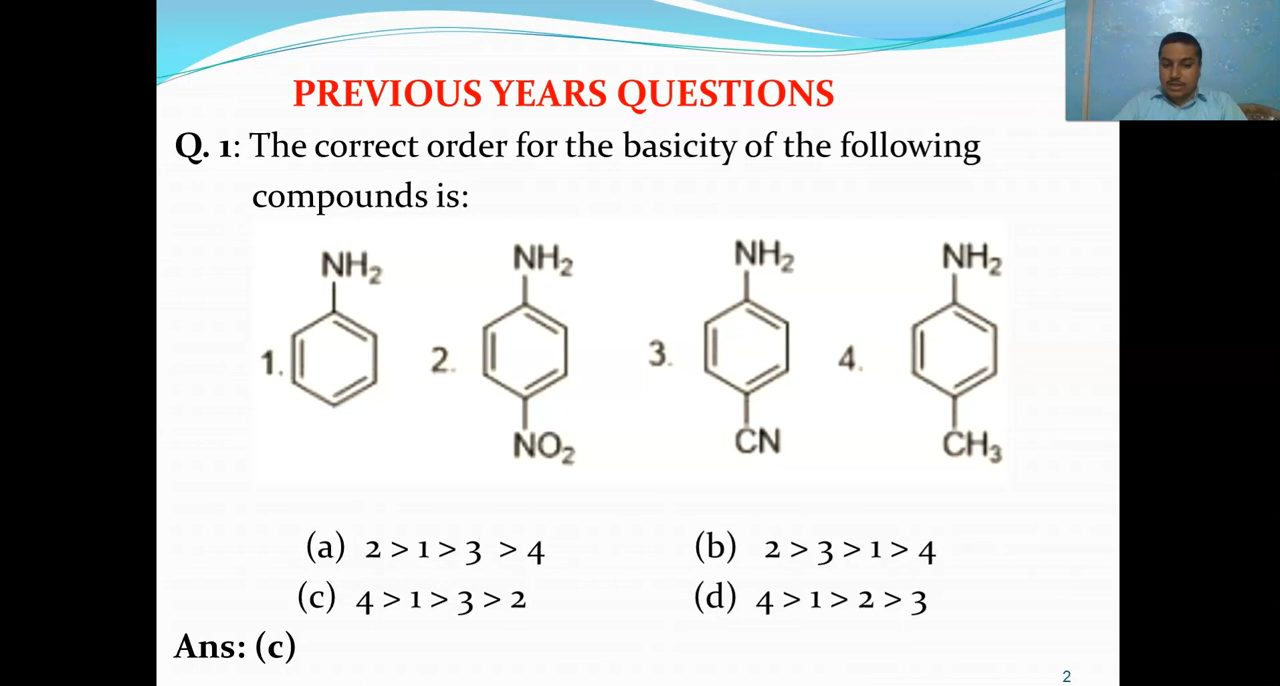 PREVIOUS YEARS QUESTIONS
Q. 1: The correct order for the basicity of the following
compounds is:
NH2 NH2 NH2 NH2
1. 2. 3. 4.
NO2 CN CH3
(a) 2 > 1 > 3 > 4 (b) 2 > 3 > 1 > 4
(c) 4 > 1 > 3 > 2 (d) 4 > 1 > 2 > 3
Ans: (c)
2